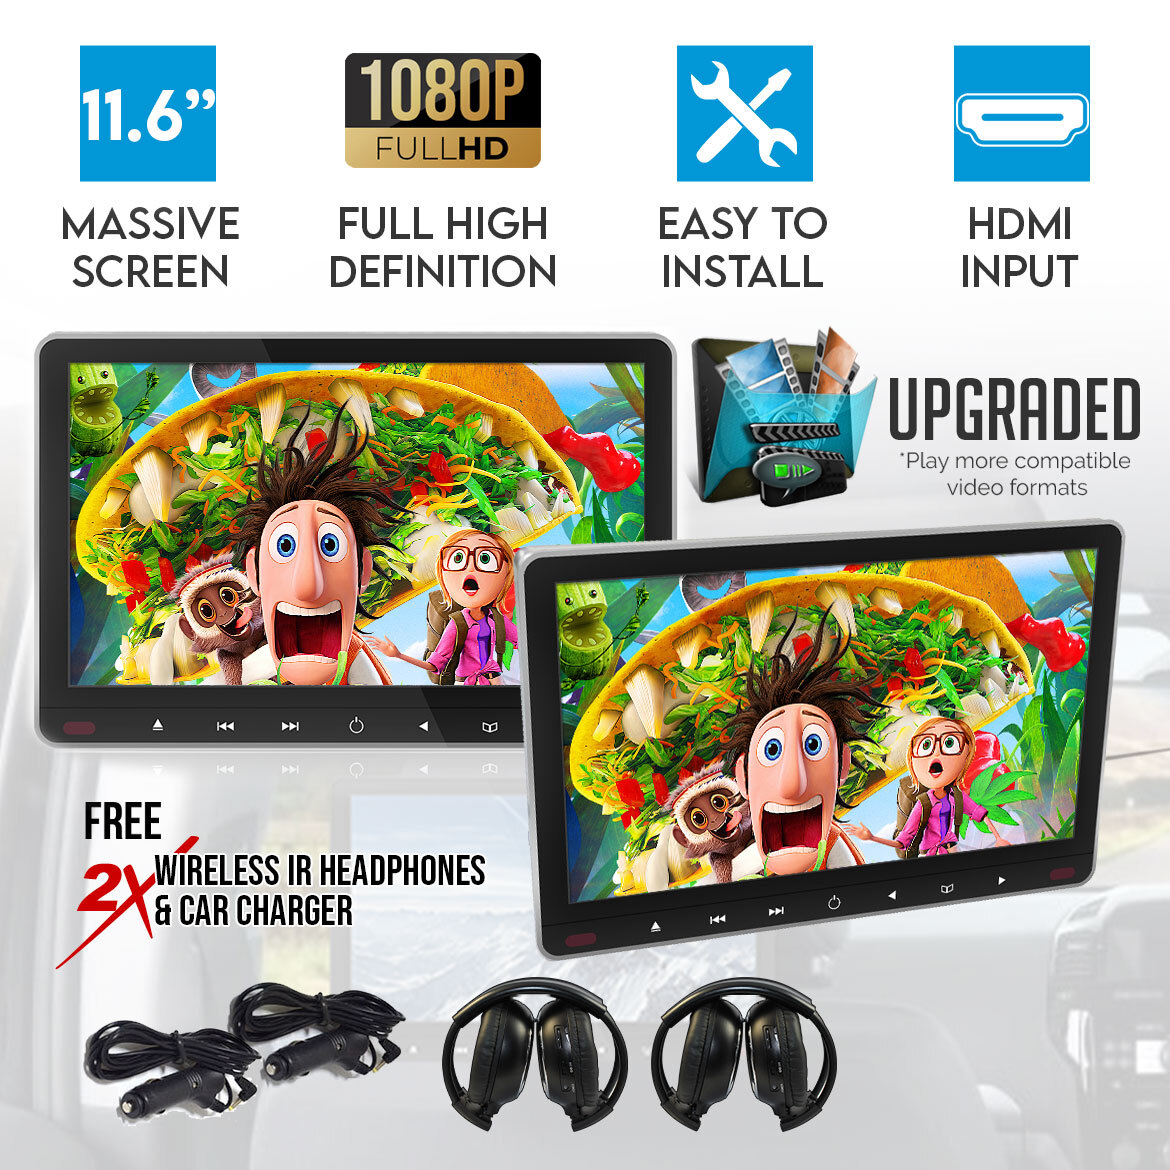 11.6”
MASSIVE
SCREEN
1080P
FULLHD
FULL HIGH
DEFINITION
EASY TO
INSTALL
HDMI
INPUT
UPGRADED
*Play more compatible
video formats
FREE
2X WIRELESS IR HEADPHONES
& CAR CHARGER